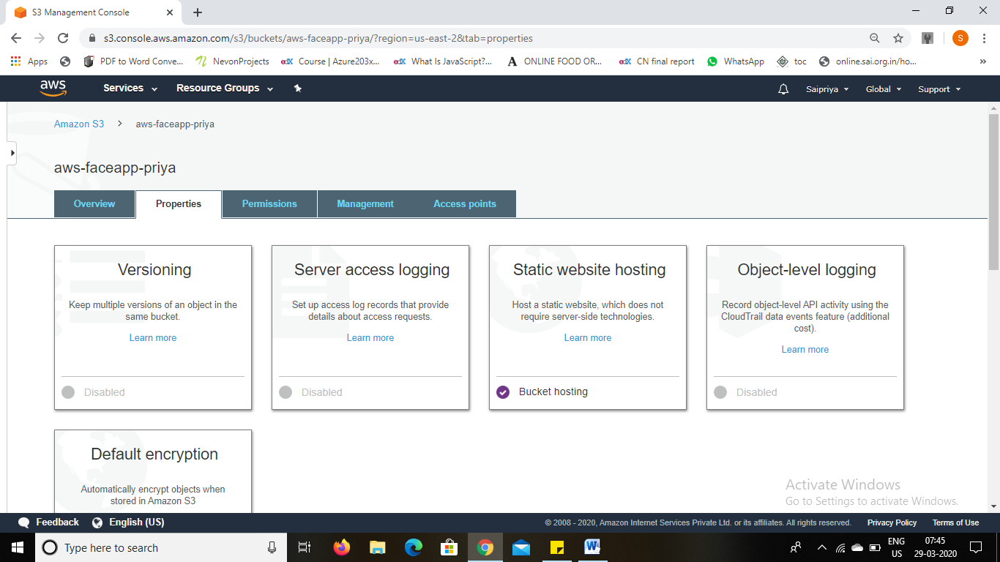 S3 Management Console
s3.console.aws.amazon.com/s3/buckets/aws-faceapp-priya/?region=us-east-2&tab=properties
S
Apps PDF to Word Conve... NevonProjects edX Course | Azure203x... edX What Is JavaScript?... A ONLINE FOOD OR... edX CN final report WhatsApp toc online.sai.org.in/ho... »
aws Services Resource Groups Saipriya Global Support
Amazon S3 > aws-faceapp-priya
aws-faceapp-priya
Overview Properties Permissions Management Access points
Versioning
Keep multiple versions of an object in the
same bucket.
Learn more
Disabled
Server access logging
Set up access log records that provide
details about access requests.
Learn more
Disabled
Static website hosting
Host a static website, which does not
require server-side technologies.
Learn more
Bucket hosting
Object-level logging
Record object-level API activity using the
CloudTrail data events feature (additional
cost).
Learn more
Disabled
Default encryption
Automatically encrypt objects when
stored in Amazon S3
Activate Windows
Go to Settings to activate Windows.
Feedback English (US) © 2008 - 2020, Amazon Internet Services Private Ltd. or its affiliates. All rights reserved. Privacy Policy Terms of Use
Type here to search
W
ENG
US
07:45
29-03-2020